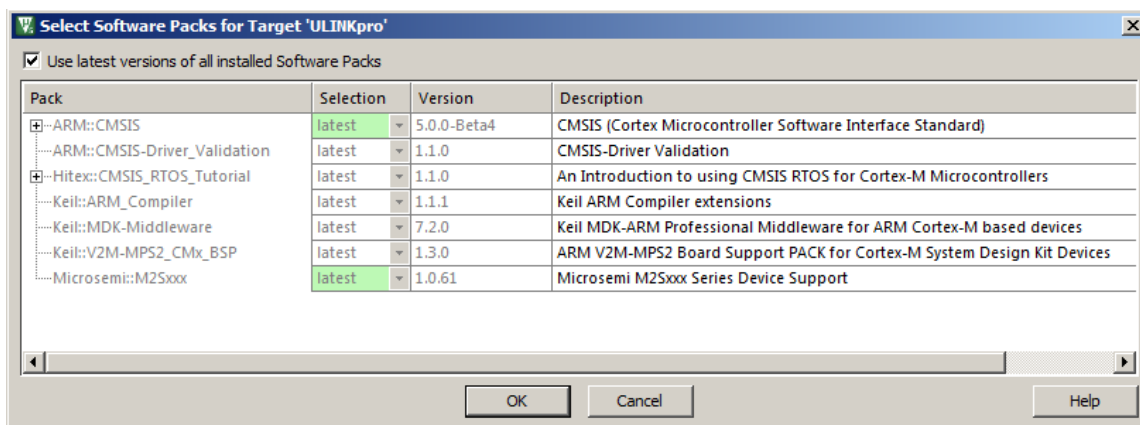 Select Software Packs for Target 'ULINKpro'
Use latest versions of all installed Software Packs
Pack Selection Version Description
ARM::CMSIS latest 5.0.0-Beta4 CMSIS (Cortex Microcontroller Software Interface Standard)
ARM::CMSIS-Driver_Validation latest 1.1.0 CMSIS-Driver Validation
Hitex::CMSIS_RTOS_Tutorial latest 1.1.0 An Introduction to using CMSIS RTOS for Cortex-M Microcontrollers
Keil::ARM_Compiler latest 1.1.1 Keil ARM Compiler extensions
Keil::MDK-Middleware latest 7.2.0 Keil MDK-ARM Professional Middleware for ARM Cortex-M based devices
Keil::V2M-MPS2_CMx_BSP latest 1.3.0 ARM V2M-MPS2 Board Support PACK for Cortex-M System Design Kit Devices
Microsemi::M2Sxxx latest 1.0.61 Microsemi M2Sxxx Series Device Support
OK Cancel Help